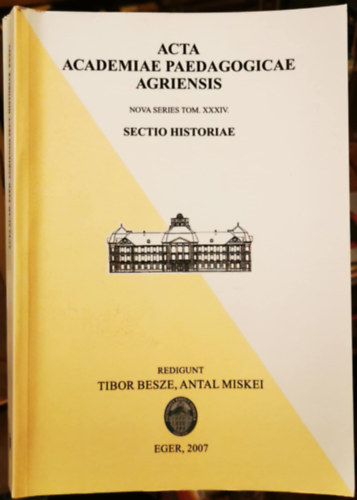 ACTA
ACADEMIAE PAEDAGOGICAE
AGRIENSIS
NOVA SERIES TOM. XXXIV.
SECTIO HISTORIAE
REDIGUNT
TIBOR BESZE, ANTAL MISKEI
EGER, 2007